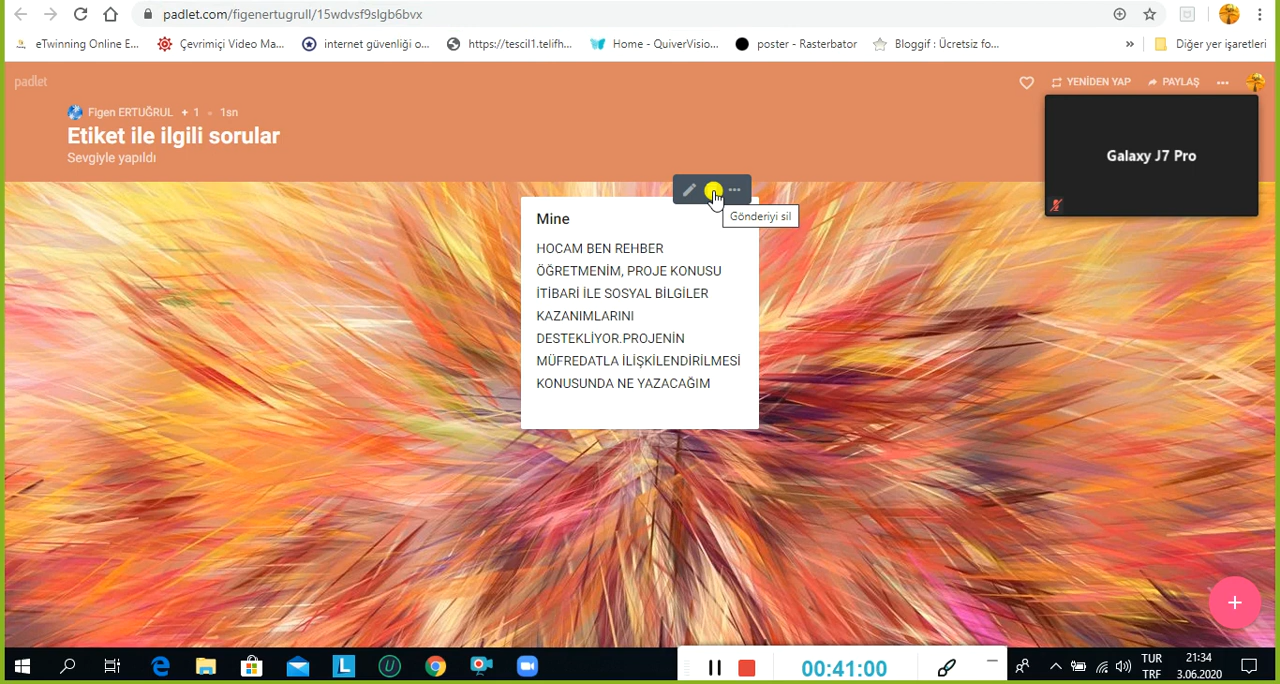 padlet.com/figenertugrull/15wdvsf9slgb6bvx
eTwinning Online E...
Çevrimiçi Video Ma...
internet güvenliği o...
https://tescil1.telifh...
Home - QuiverVisio...
poster - Rasterbator
Bloggif : Ücretsiz fo...
»
Diğer yer işaretleri
padlet
YENİDEN YAP
PAYLAŞ
Figen ERTUĞRUL + 1 • 1sn
Etiket ile ilgili sorular
Sevgiyle yapıldı
Galaxy J7 Pro
Gönderiyi sil
Mine
HOCAM BEN REHBER
ÖĞRETMENİM, PROJE KONUSU
İTİBARİ İLE SOSYAL BİLGİLER
KAZANIMLARINI
DESTEKLİYOR.PROJENİN
MÜFREDATLA İLİŞKİLENDİRİLMESİ
KONUSUNDA NE YAZACAĞIM
00:41:00
TUR
TRF
21:34
3.06.2020